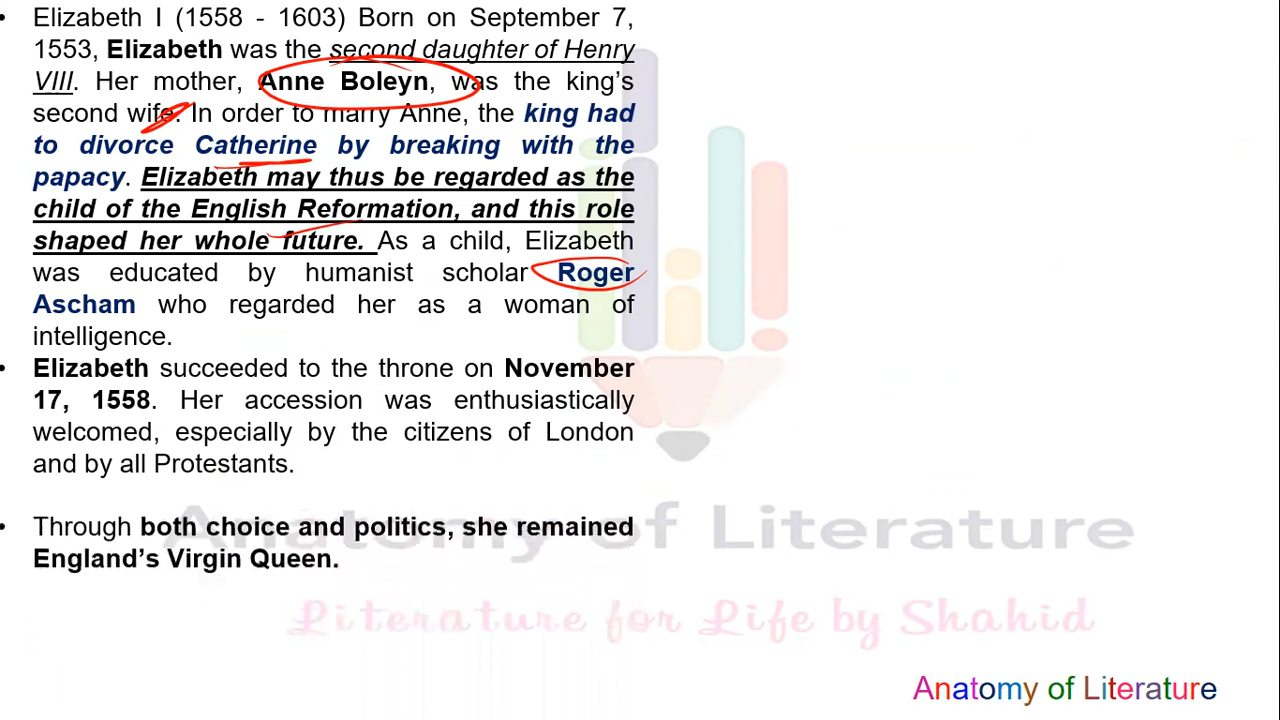 • Elizabeth I (1558 - 1603) Born on September 7,
1553, Elizabeth was the second daughter of Henry
VIII. Her mother, Anne Boleyn, was the king's
second wife. In order to marry Anne, the king had
to divorce Catherine by breaking with the
papacy. Elizabeth may thus be regarded as the
child of the English Reformation, and this role
shaped her whole future. As a child, Elizabeth
was educated by humanist scholar Roger
Ascham who regarded her as a woman of
intelligence.
• Elizabeth succeeded to the throne on November
17, 1558. Her accession was enthusiastically
welcomed, especially by the citizens of London
and by all Protestants.
• Through both choice and politics, she remained
England's Virgin Queen.
Anatomy of Literature
Literature for Life by Shahid
Anatomy of Literature